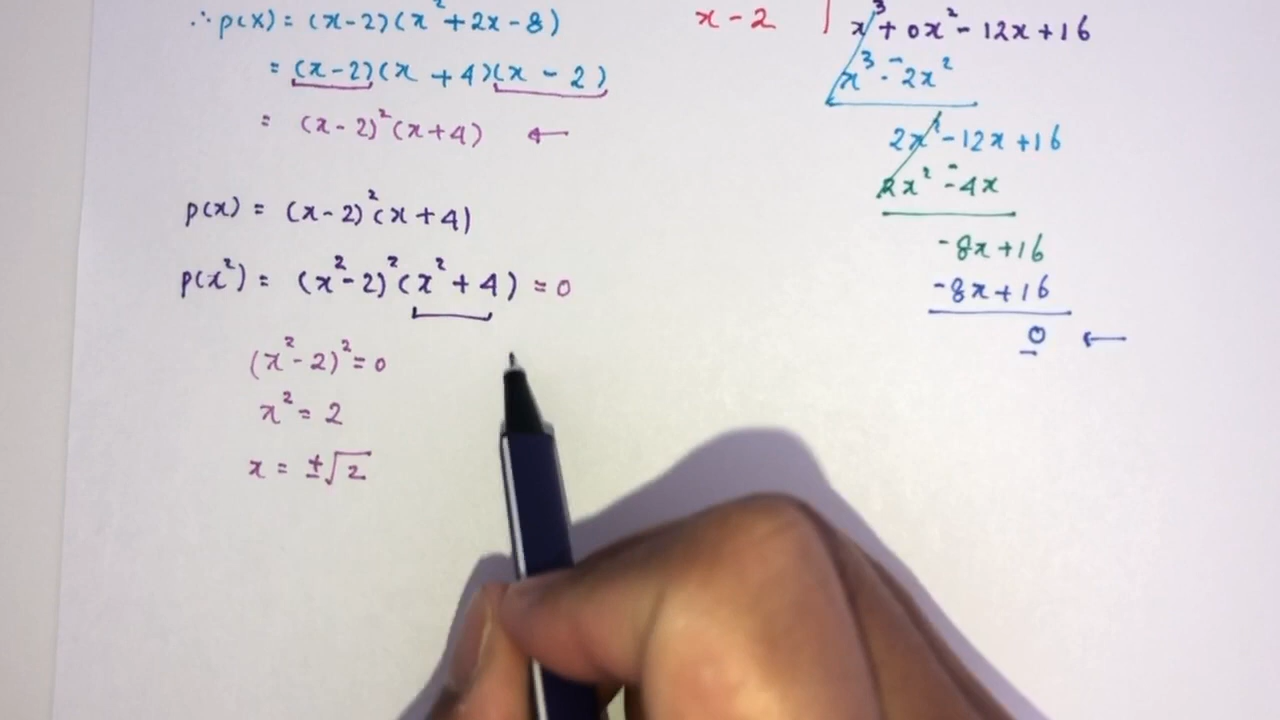 ∴ p(x) = (x-2)(x² + 2x - 8)
= (x-2)(x + 4)(x - 2)
= (x-2)²(x+4) ←
p(x) = (x-2)²(x+4)
p(x²) = (x²-2)²(x² + 4) = 0
(x²-2)² = 0
x² = 2
x = ±√2
x - 2 | x³ + 0x² - 12x + 16
x³ - 2x²
2x² - 12x + 16
2x² - 4x
-8x + 16
-8x + 16
0 ←